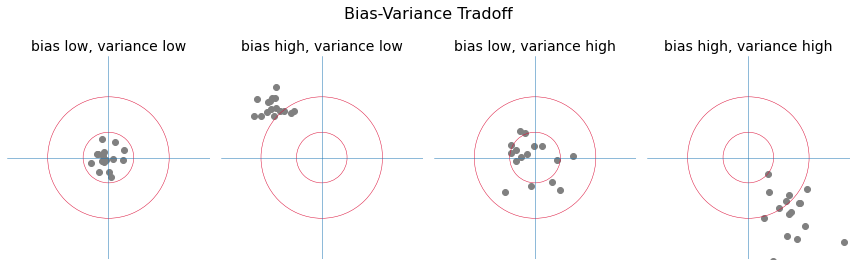 Bias-Variance Tradoff
bias low, variance low
bias high, variance low
bias low, variance high
bias high, variance high